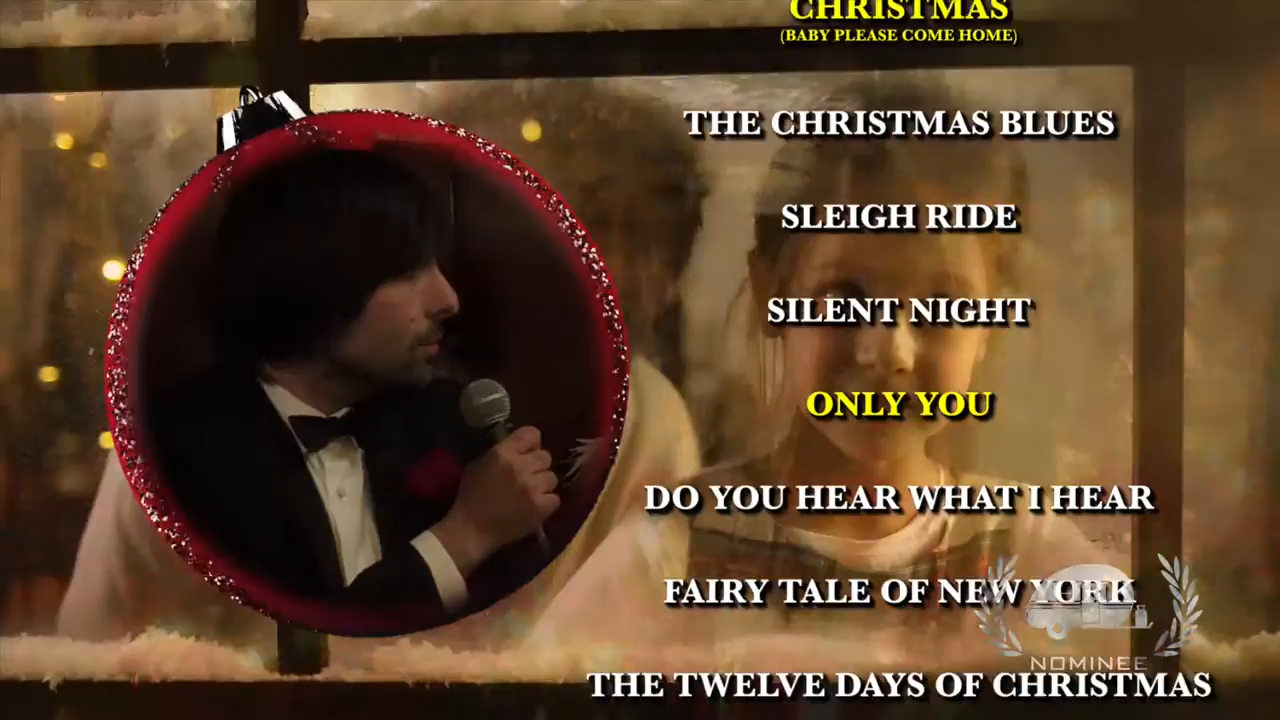 CHRISTMAS
(BABY PLEASE COME HOME)
THE CHRISTMAS BLUES
SLEIGH RIDE
SILENT NIGHT
ONLY YOU
DO YOU HEAR WHAT I HEAR
FAIRY TALE OF NEW YORK
NOMINEE
THE TWELVE DAYS OF CHRISTMAS